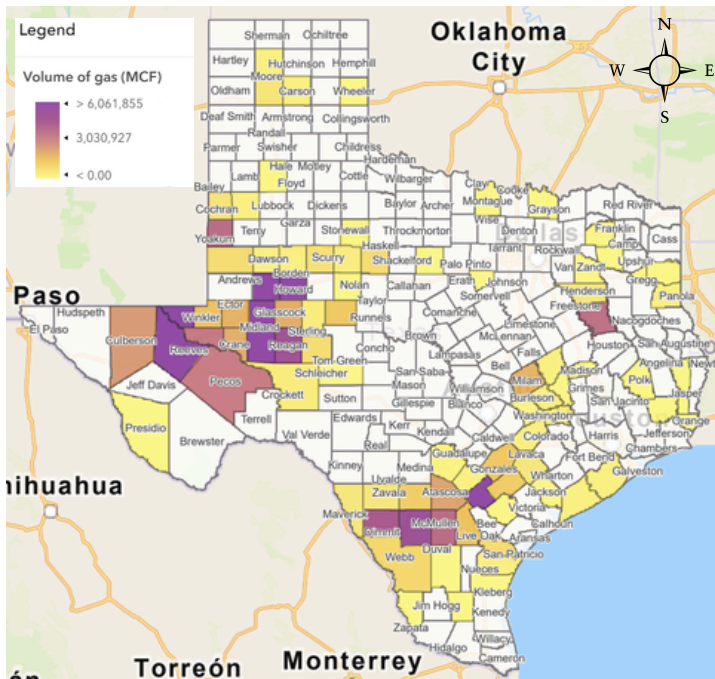 Legend
Volume of gas (MCF)
> 6,061,855
3,030,927
< 0.00
Oklahoma
City
N
W E
S
Sherman Ochiltree
Hartley Hutchinson Hemphill
Moore
Oldham Carson Wheeler
Deaf Smith Armstrong Collingsworth
Randall
Parmer Swisher Childress
Hardeman
Lamb Hale Motley Cottle Wilbarger
Floyd
Bailey Clay Cooke
Cochran Lubbock Dickens Baylor Archer Montague Grayson Red River
Wise
Yoakum Terry Garza Stonewall Throckmorton Denton Franklin Cass
Dallas
Haskell Tarrant Rockwall Camp
Dawson Scurry Shackelford Palo Pinto Van Zandt Upshur
Borden
Andrews Howard Nolan Callahan Erath Johnson Gregg
Paso
Taylor Somervell Henderson Panola
Hudspeth Winkler Ector Glasscock Runnels Comanche Freestone
El Paso Midland Sterling Brown McLennan Limestone Nacogdoches
Culberson Reeves Crane Reagan Concho Lampasas Falls Houston San Augustine
Tom Green Bell Angelina Newt
Jeff Davis Pecos Schleicher San Saba Milam Madison Polk
Mason Williamson Grimes Jasper
Crockett Sutton Gillespie Blanco Burleson San Jacinto
Presidio Terrell Edwards Kerr Kendall Washington Orange
Brewster Val Verde Real Caldwell Colorado Harris Jefferson
Kinney Medina Guadalupe Lavaca Fort Bend Chambers
Uvalde Gonzales Wharton Galveston
hihuahua
Zavala Atascosa Jackson
Maverick Victoria
Dimmit McMullen Bee Calhoun
Live Oak Aransas
Webb Duval San Patricio
Nueces
Kleberg
Jim Hogg Kenedy
Zapata
Hidalgo Willacy
Cameron
Torreón Monterrey